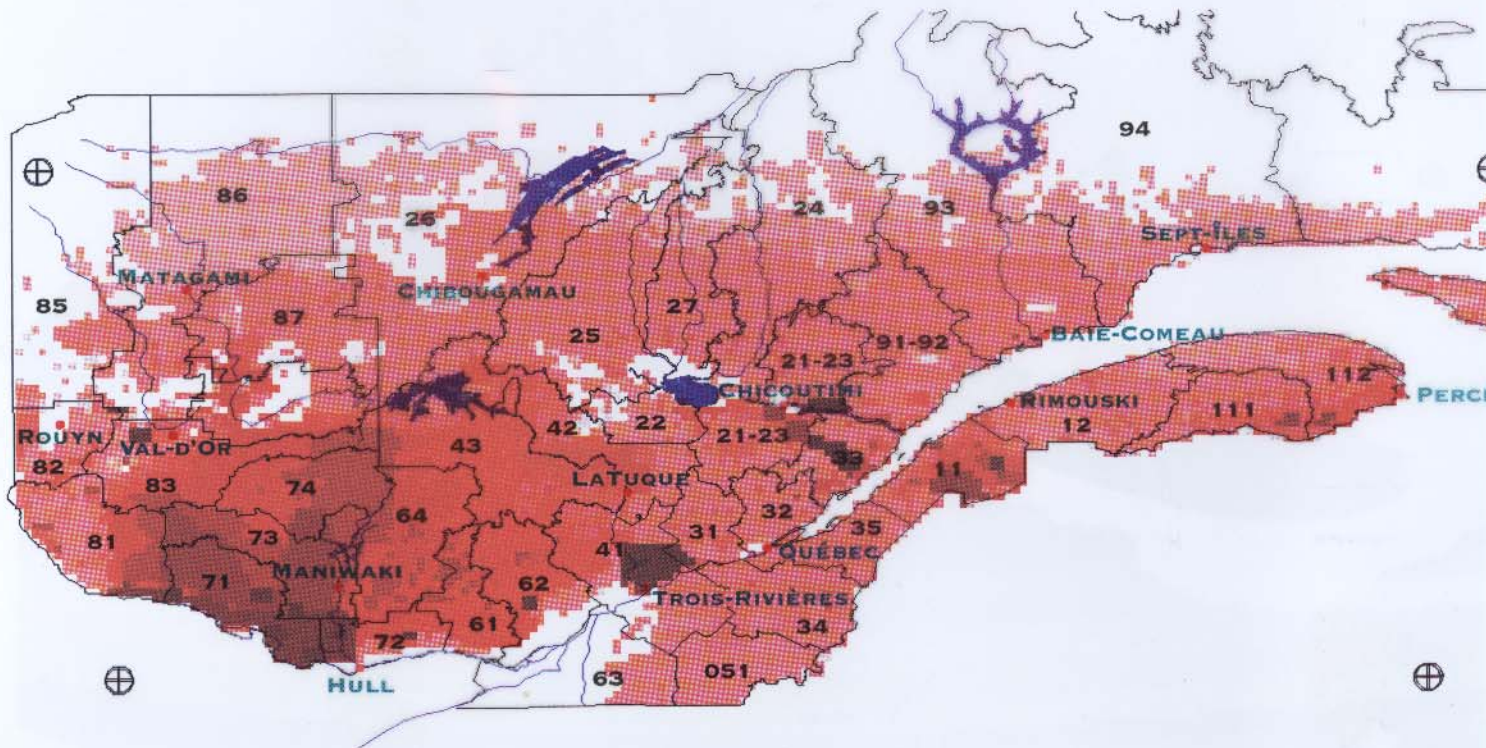 94
86
26
24
93
SEPT-ÎLES
MATAGAMI
CHIBOUGAMAU
85
87
27
25
BAIE-COMEAU
91-92
21-23
112
CHICOUTIMI
PERC
RIMOUSKI
111
12
22
42
21-23
ROUYN
VAL-D'OR
43
33
11
82
LATUQUE
83
74
32
64
31
35
81
73
41
QUÉBEC
MANIWAKI
71
62
TROIS-RIVIÈRES
61
34
72
051
63
HULL